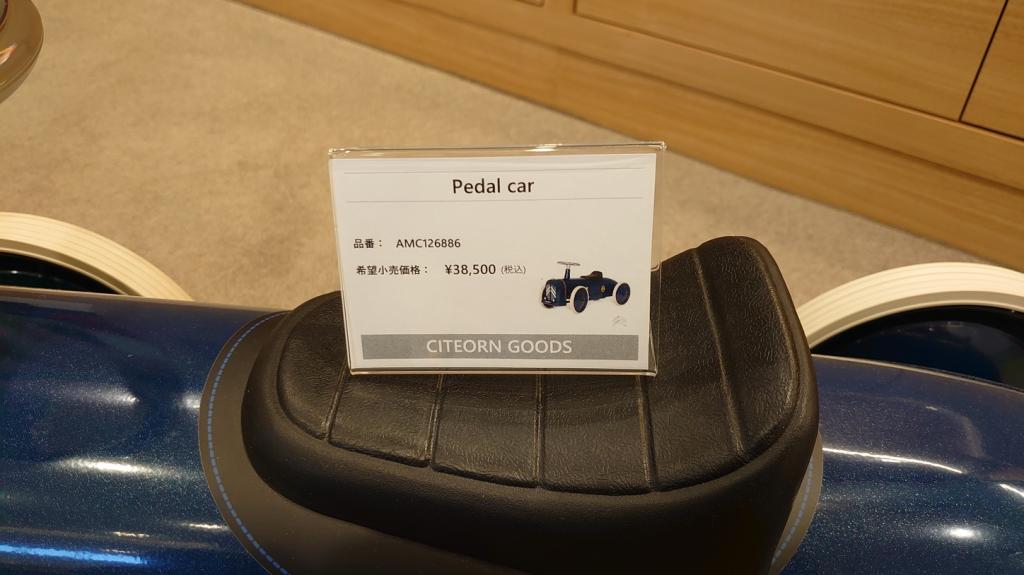 Pedal car
品番： AMC126886
希望小売価格： ¥38,500 (税込)
CITEORN GOODS